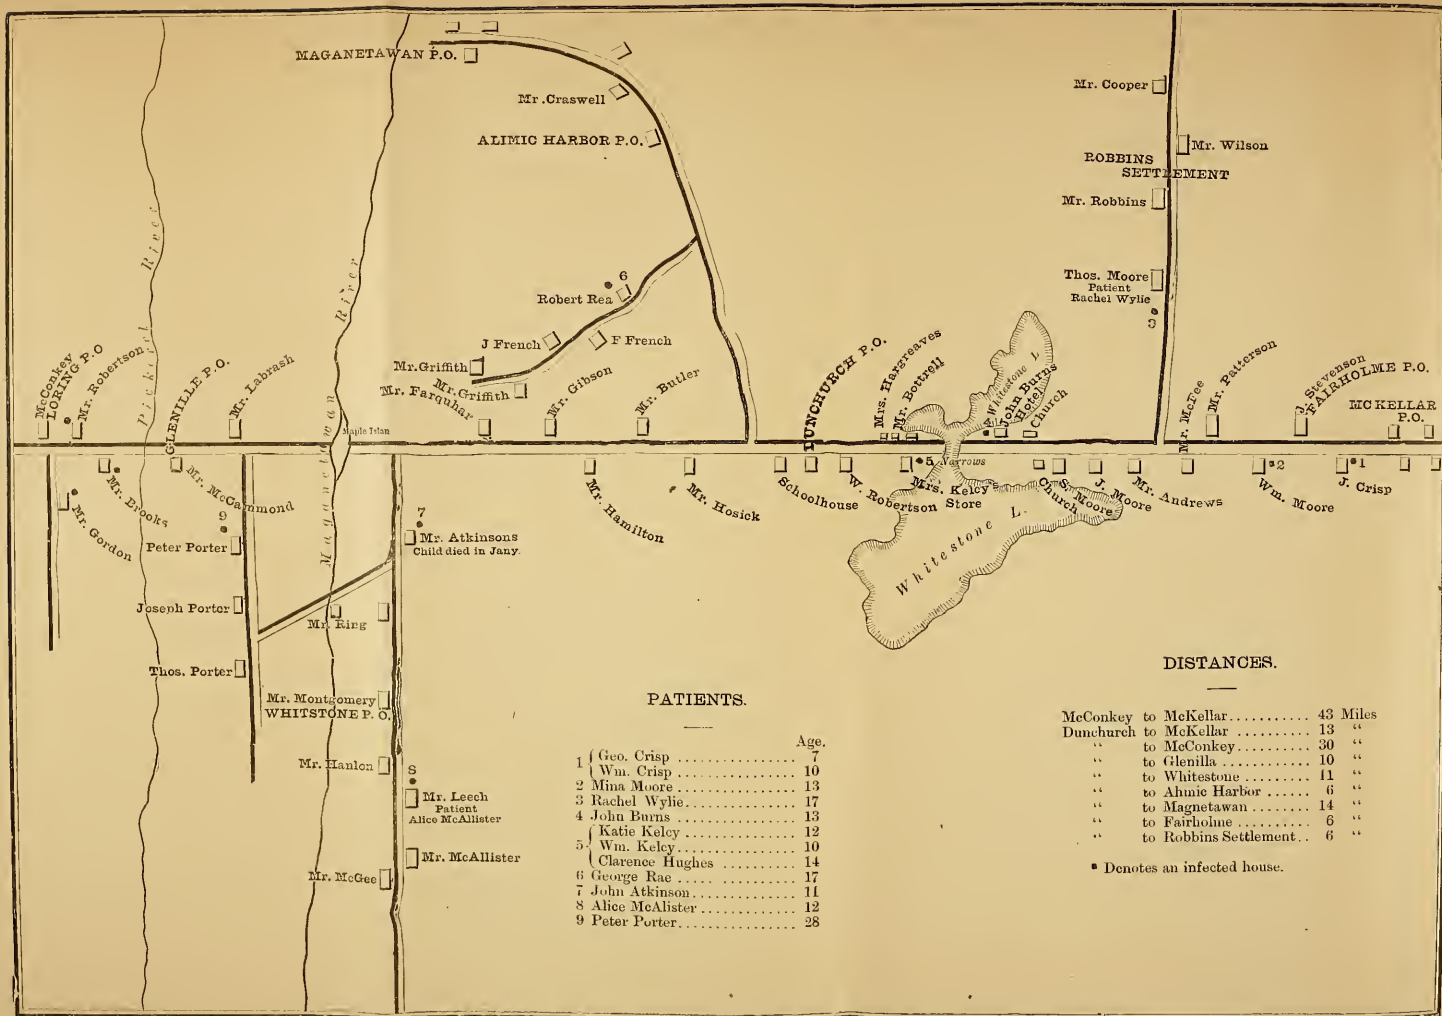 MAGANETAWAN P.O.
Mr. Craswell
ALIMIC HARBOR P.O.
Mr. Cooper
Mr. Wilson
ROBBINS
SETTLEMENT
Mr. Robbins
Thos. Moore
Patient
Rachel Wylie
3
Pickerel River
Maganetawan River
6
Robert Rea
J French
F French
Mr. Griffith
Mr. Griffith
Mr. Farquhar
Mr. Gibson
Mr. Butler
McConkey
LORING P.O
Mr. Robertson
GLENILLE P.O.
Mr. Labrash
Maple Islan
DUNCHURCH P.O.
Mrs. Hargreaves
Mr. Bottrell
Whitestone L
4
John Burns
Hotel
Church
Mr. McFee
Mr. Patterson
J. Stevenson
FAIRHOLME P.O.
MC KELLAR
P.O.
Mr. Gordon
Mr. Brooks
Mr. McCammond
Mr. Hamilton
Mr. Hosick
Schoolhouse
W. Robertson
5
Narrows
Mrs. Kelcy's
Store
Church
S. Moore
J. Moore
Mr. Andrews
2
Wm. Moore
1
J. Crisp
Whitestone L.
9
Peter Porter
7
Mr. Atkinsons
Child died in Jany.
Joseph Porter
Mr. Ring
Thos. Porter
Mr. Montgomery
WHITSTONE P. O.
Mr. Hanlon
8
Mr. Leech
Patient
Alice McAllister
Mr. McAllister
Mr. McGee
PATIENTS.
Age.
1 { Geo. Crisp .............. 7
{ Wm. Crisp .............. 10
2 Mina Moore .............. 13
3 Rachel Wylie.............. 17
4 John Burns .............. 13
5 { Katie Kelcy .............. 12
{ Wm. Kelcy.............. 10
{ Clarence Hughes .......... 14
6 George Rae .............. 17
7 John Atkinson.............. 11
8 Alice McAlister .............. 12
9 Peter Porter.............. 28
DISTANCES.
McConkey to McKellar........... 43 Miles
Dunchurch to McKellar ........... 13 "
" to McConkey.......... 30 "
" to Glenilla ........... 10 "
" to Whitestone ........ 11 "
" to Ahmic Harbor ..... 6 "
" to Magnetawan ....... 14 "
" to Fairholme ......... 6 "
" to Robbins Settlement.. 6 "
• Denotes an infected house.